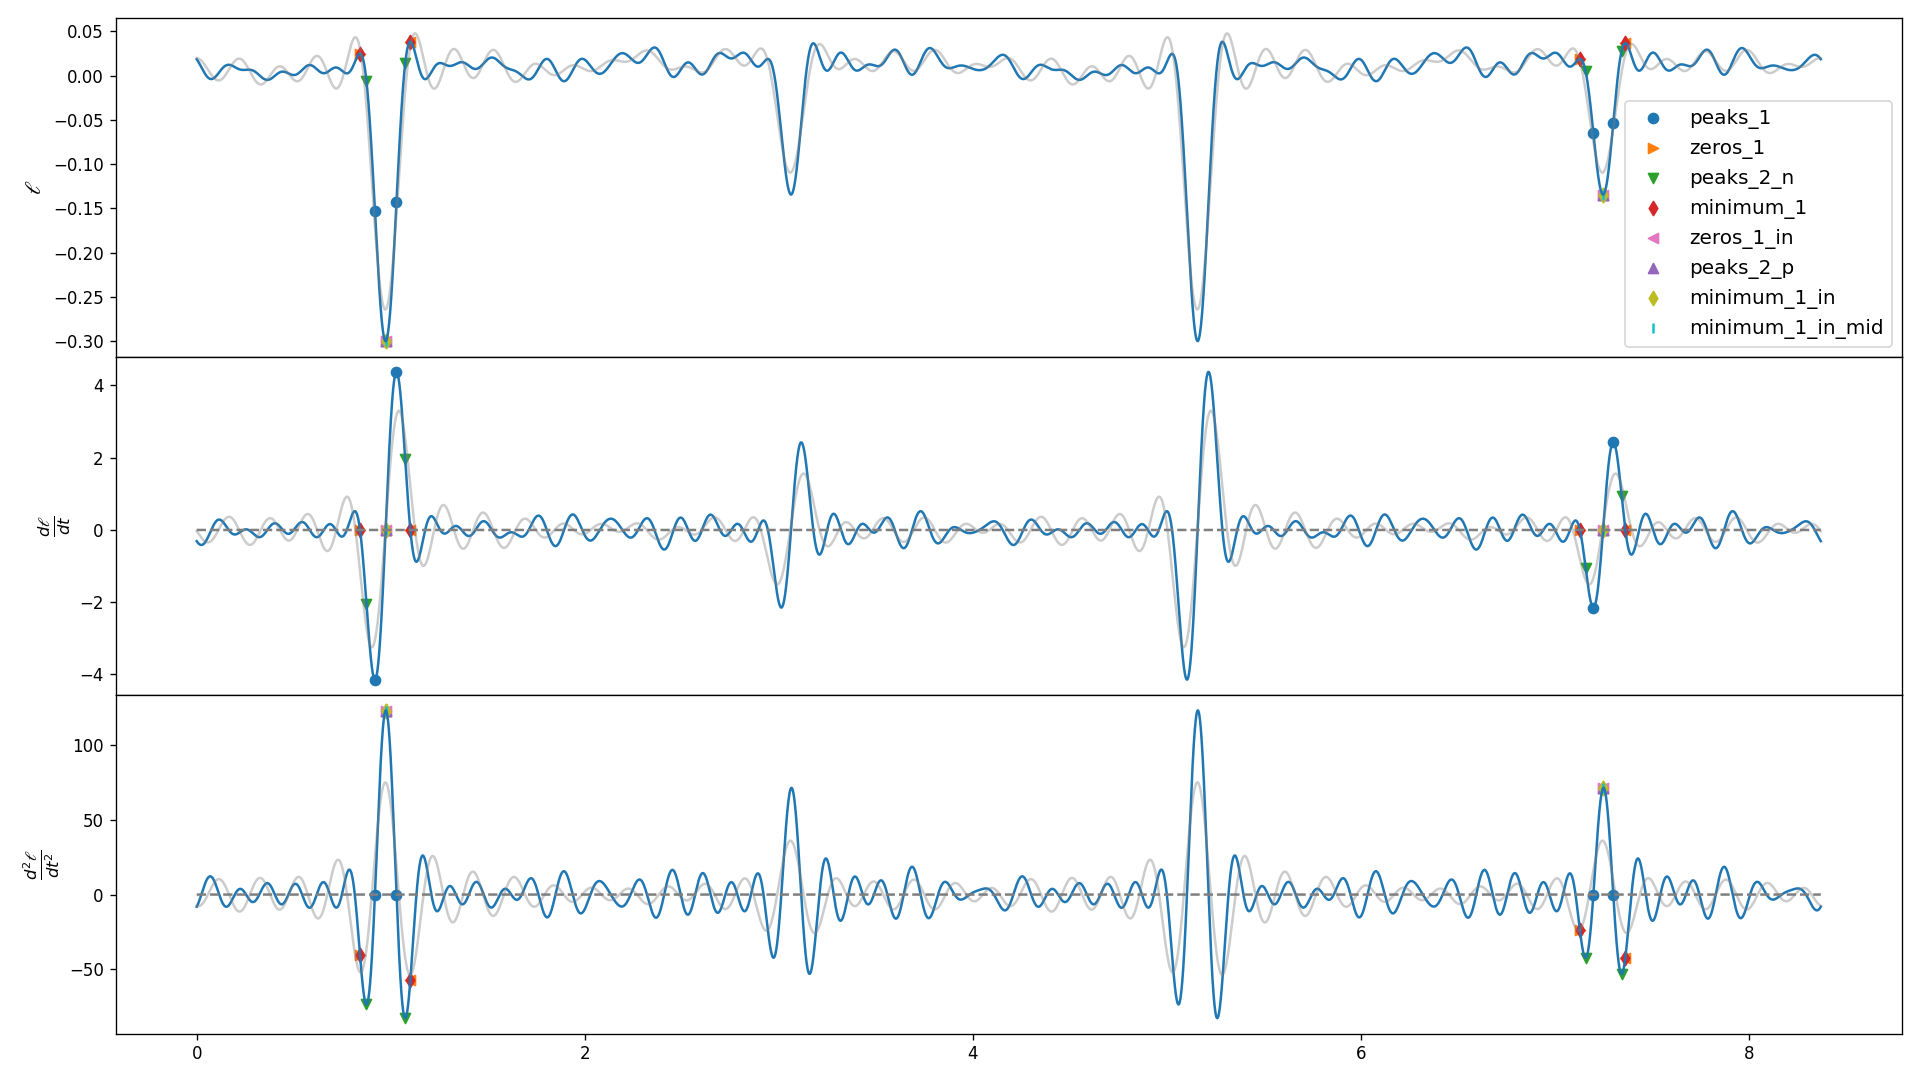 0.05
0.00
−0.05
−0.10
−0.15
−0.20
−0.25
−0.30
ℓ
peaks_1
zeros_1
peaks_2_n
minimum_1
zeros_1_in
peaks_2_p
minimum_1_in
minimum_1_in_mid
4
2
0
−2
−4
dℓ/dt
100
50
0
−50
d²ℓ/dt²
0 2 4 6 8